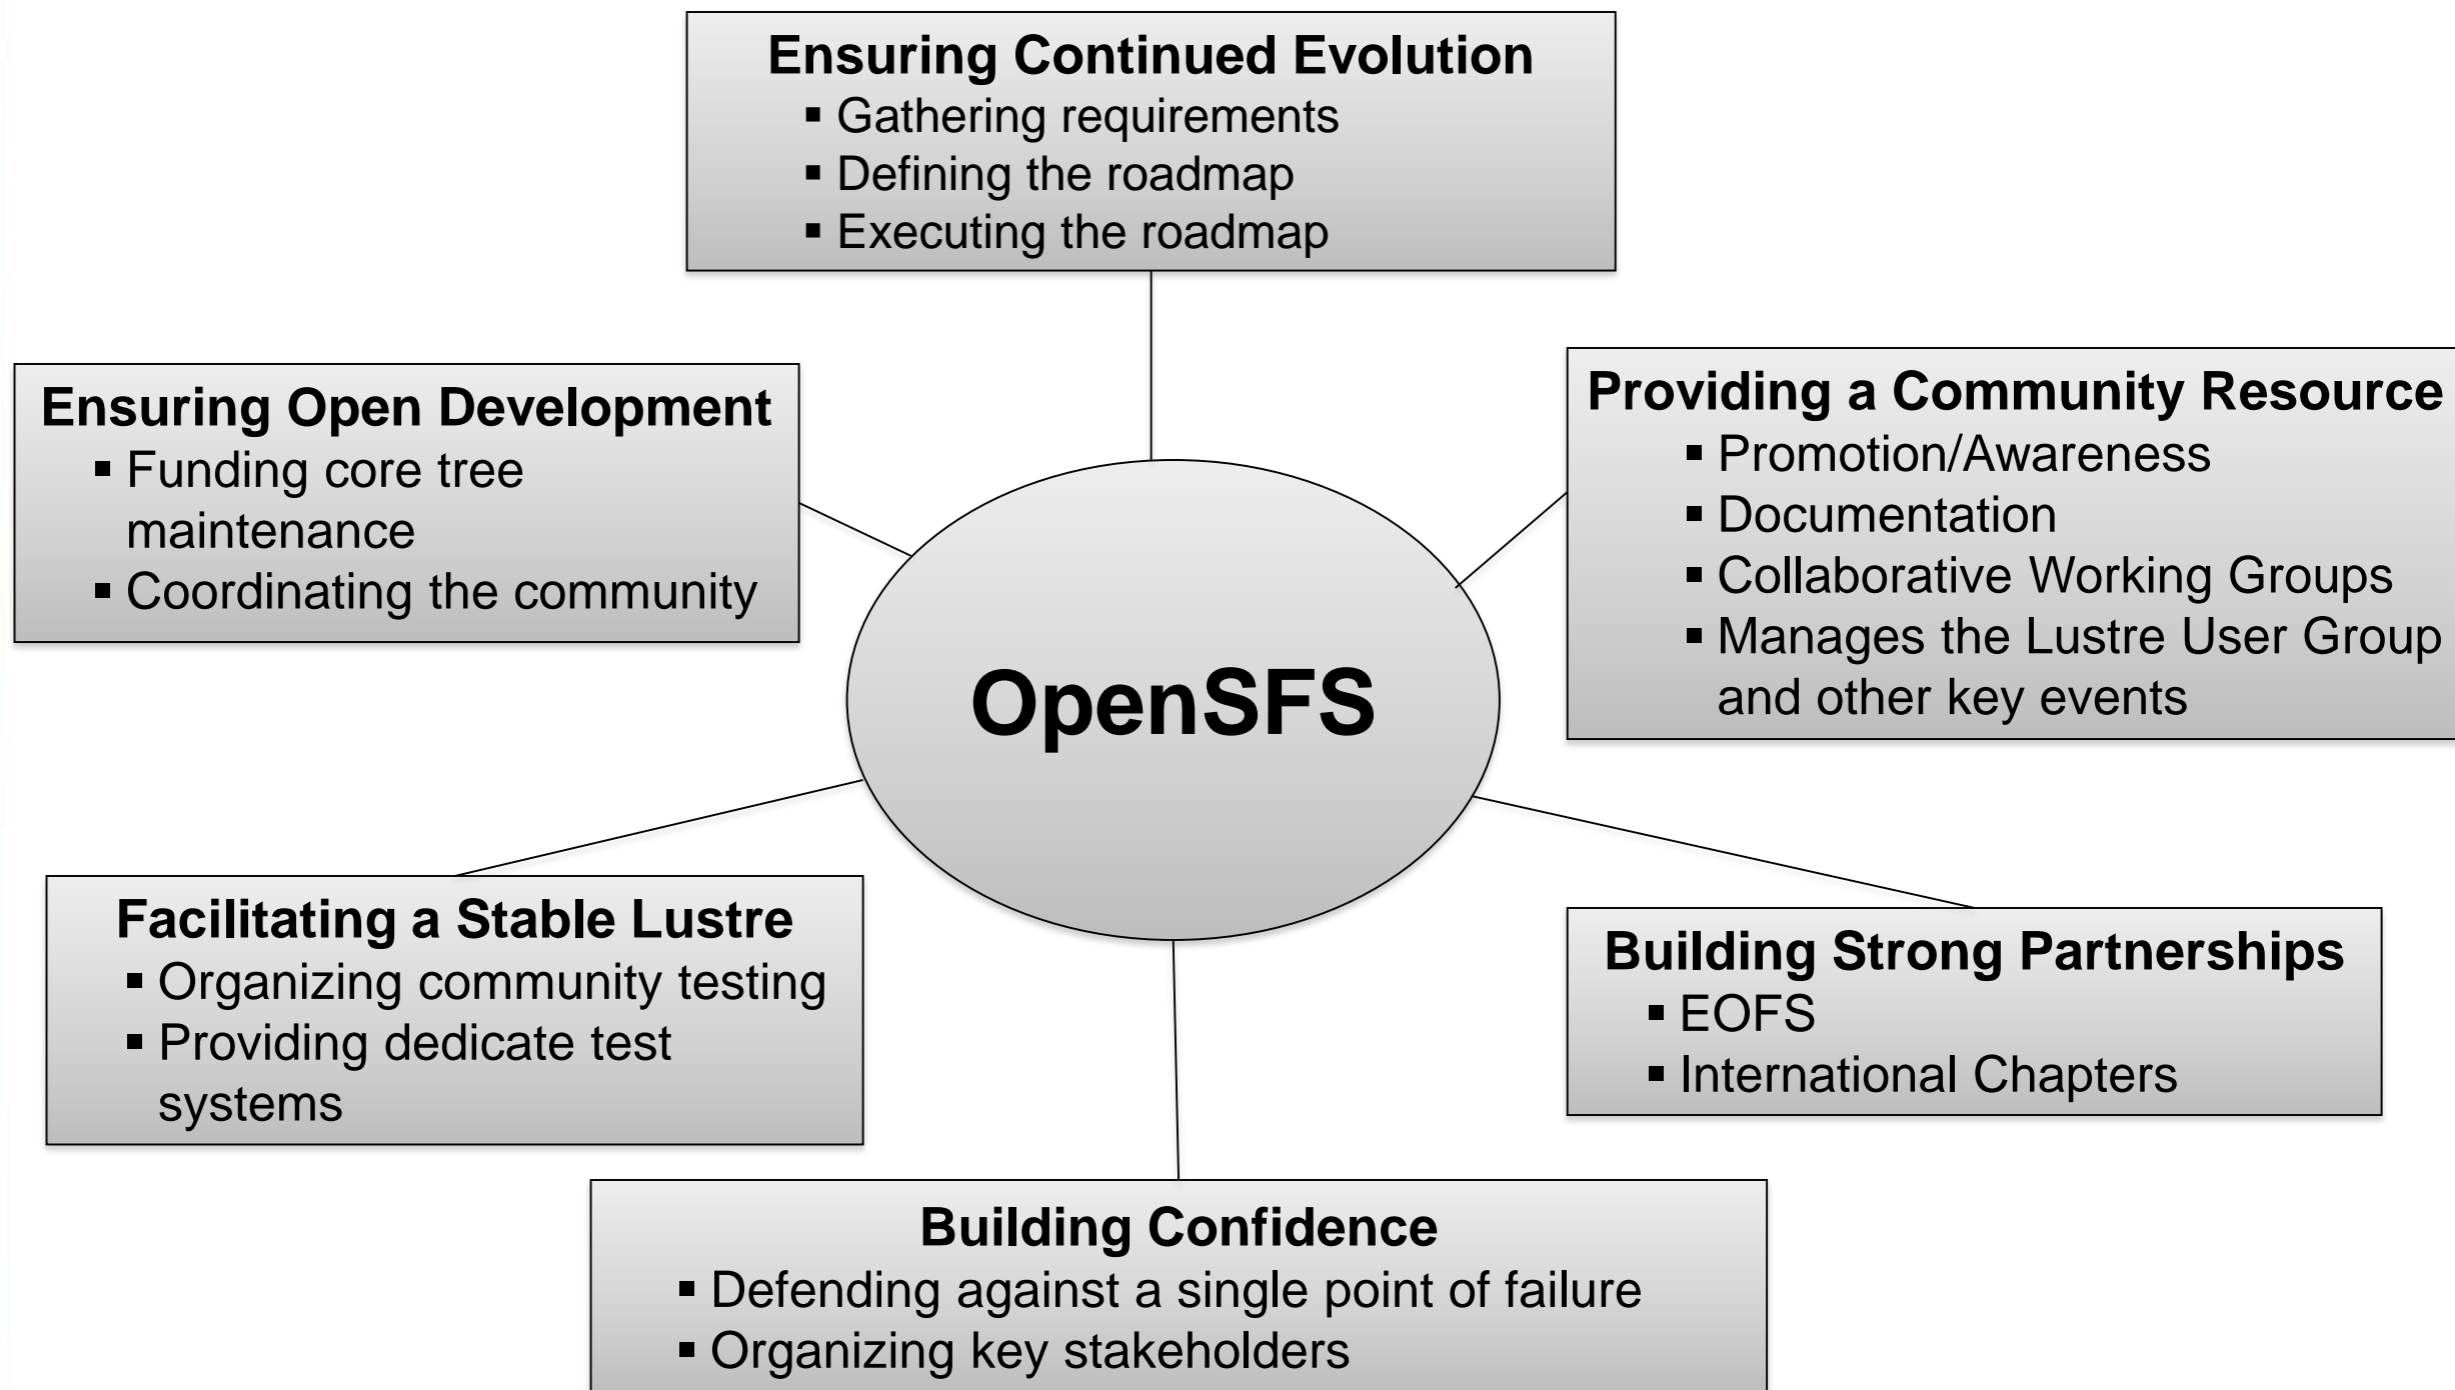 Ensuring Continued Evolution
▪ Gathering requirements
▪ Defining the roadmap
▪ Executing the roadmap
Ensuring Open Development
▪ Funding core tree
maintenance
▪ Coordinating the community
Providing a Community Resource
▪ Promotion/Awareness
▪ Documentation
▪ Collaborative Working Groups
▪ Manages the Lustre User Group
and other key events
OpenSFS
Facilitating a Stable Lustre
▪ Organizing community testing
▪ Providing dedicate test
systems
Building Strong Partnerships
▪ EOFS
▪ International Chapters
Building Confidence
▪ Defending against a single point of failure
▪ Organizing key stakeholders